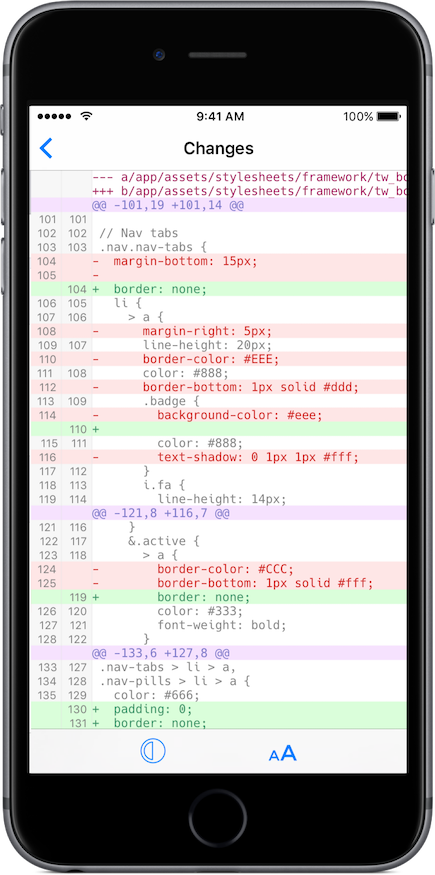 9:41 AM 100%
Changes
--- a/app/assets/stylesheets/framework/tw_bo
+++ b/app/assets/stylesheets/framework/tw_bo
@@ -101,19 +101,14 @@
101 101
102 102 // Nav tabs
103 103 .nav.nav-tabs {
104 - margin-bottom: 15px;
105 -
104 + border: none;
106 105 li {
107 106 > a {
108 - margin-right: 5px;
109 107 line-height: 20px;
110 - border-color: #EEE;
111 108 color: #888;
112 - border-bottom: 1px solid #ddd;
113 109 .badge {
114 - background-color: #eee;
110 +
115 111 color: #888;
116 - text-shadow: 0 1px 1px #fff;
117 112 }
118 113 i.fa {
119 114 line-height: 14px;
@@ -121,8 +116,7 @@
121 116 }
122 117 &.active {
123 118 > a {
124 - border-color: #CCC;
125 - border-bottom: 1px solid #fff;
119 + border: none;
126 120 color: #333;
127 121 font-weight: bold;
128 122 }
@@ -133,6 +127,8 @@
133 127 .nav-tabs > li > a,
134 128 .nav-pills > li > a {
135 129 color: #666;
130 + padding: 0;
131 + border: none;
AA